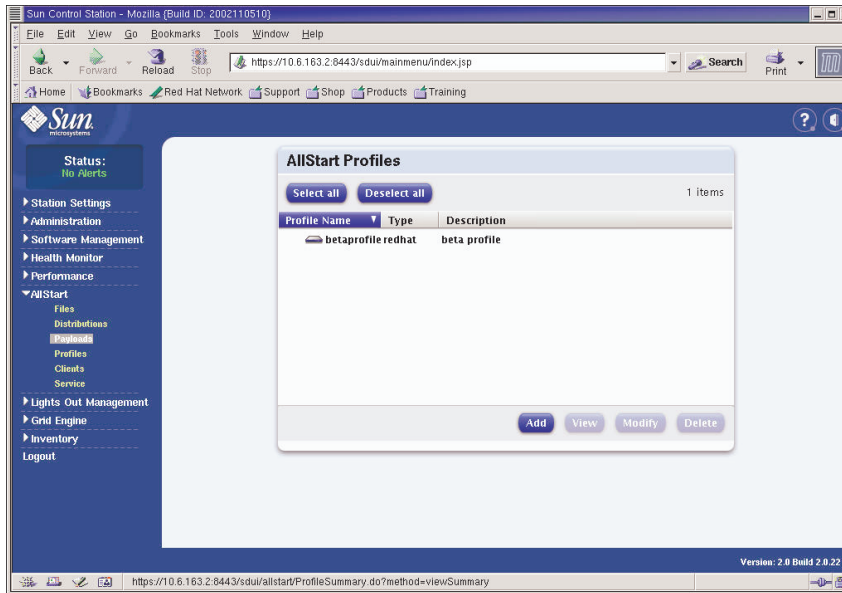 Sun Control Station - Mozilla {Build ID: 2002110510}
File Edit View Go Bookmarks Tools Window Help
Back Forward Reload Stop https://10.6.163.2:8443/sdui/mainmenu/index.jsp Search Print
Home Bookmarks Red Hat Network Support Shop Products Training
Sun
microsystems
?
Status:
No Alerts
Station Settings
Administration
Software Management
Health Monitor
Performance
AllStart
Files
Distributions
Payloads
Profiles
Clients
Service
Lights Out Management
Grid Engine
Inventory
Logout
AllStart Profiles
Select all Deselect all 1 items
Profile Name Type Description
betaprofile redhat beta profile
Add View Modify Delete
Version: 2.0 Build 2.0.22
https://10.6.163.2:8443/sdui/allstart/ProfileSummary.do?method=viewSummary